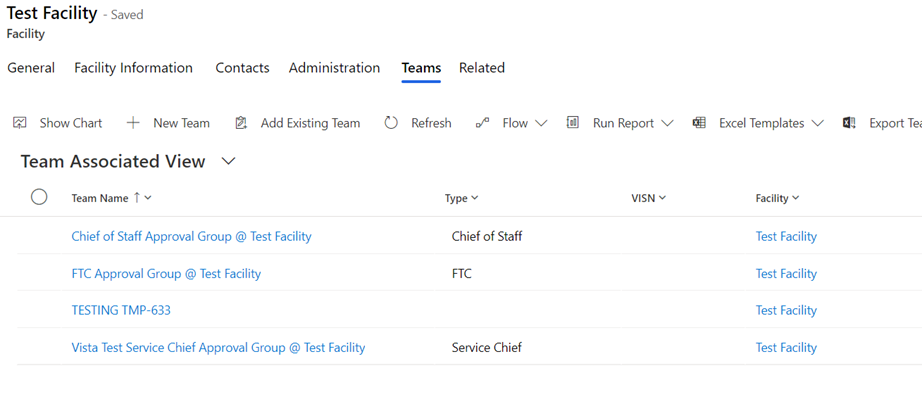 Test Facility - Saved
Facility
General Facility Information Contacts Administration Teams Related
Show Chart New Team Add Existing Team Refresh Flow Run Report Excel Templates Export
Team Associated View
Team Name Type VISN Facility
Chief of Staff Approval Group @ Test Facility Chief of Staff Test Facility
FTC Approval Group @ Test Facility FTC Test Facility
TESTING TMP-633 Test Facility
Vista Test Service Chief Approval Group @ Test Facility Service Chief Test Facility